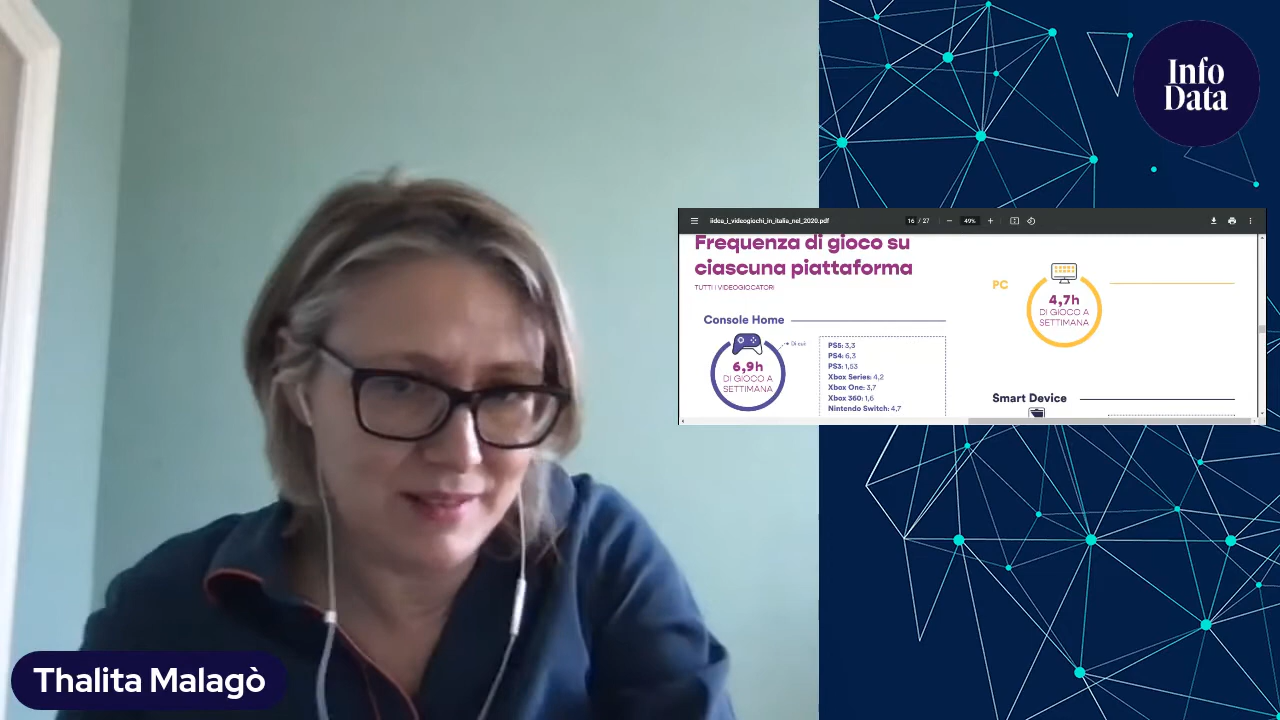 Info
Data
iidea_i_videogiochi_in_italia_nel_2020.pdf
16 / 27
49%
Frequenza di gioco su
ciascuna piattaforma
TUTTI I VIDEOGIOCATORI
Console Home
6,9h
DI GIOCO A
SETTIMANA
Di cui
PS5: 3,3
PS4: 6,3
PS3: 1,53
Xbox Series: 4,2
Xbox One: 3,7
Xbox 360: 1,6
Nintendo Switch: 4,7
PC
4,7h
DI GIOCO A
SETTIMANA
Smart Device
Thalita Malagò